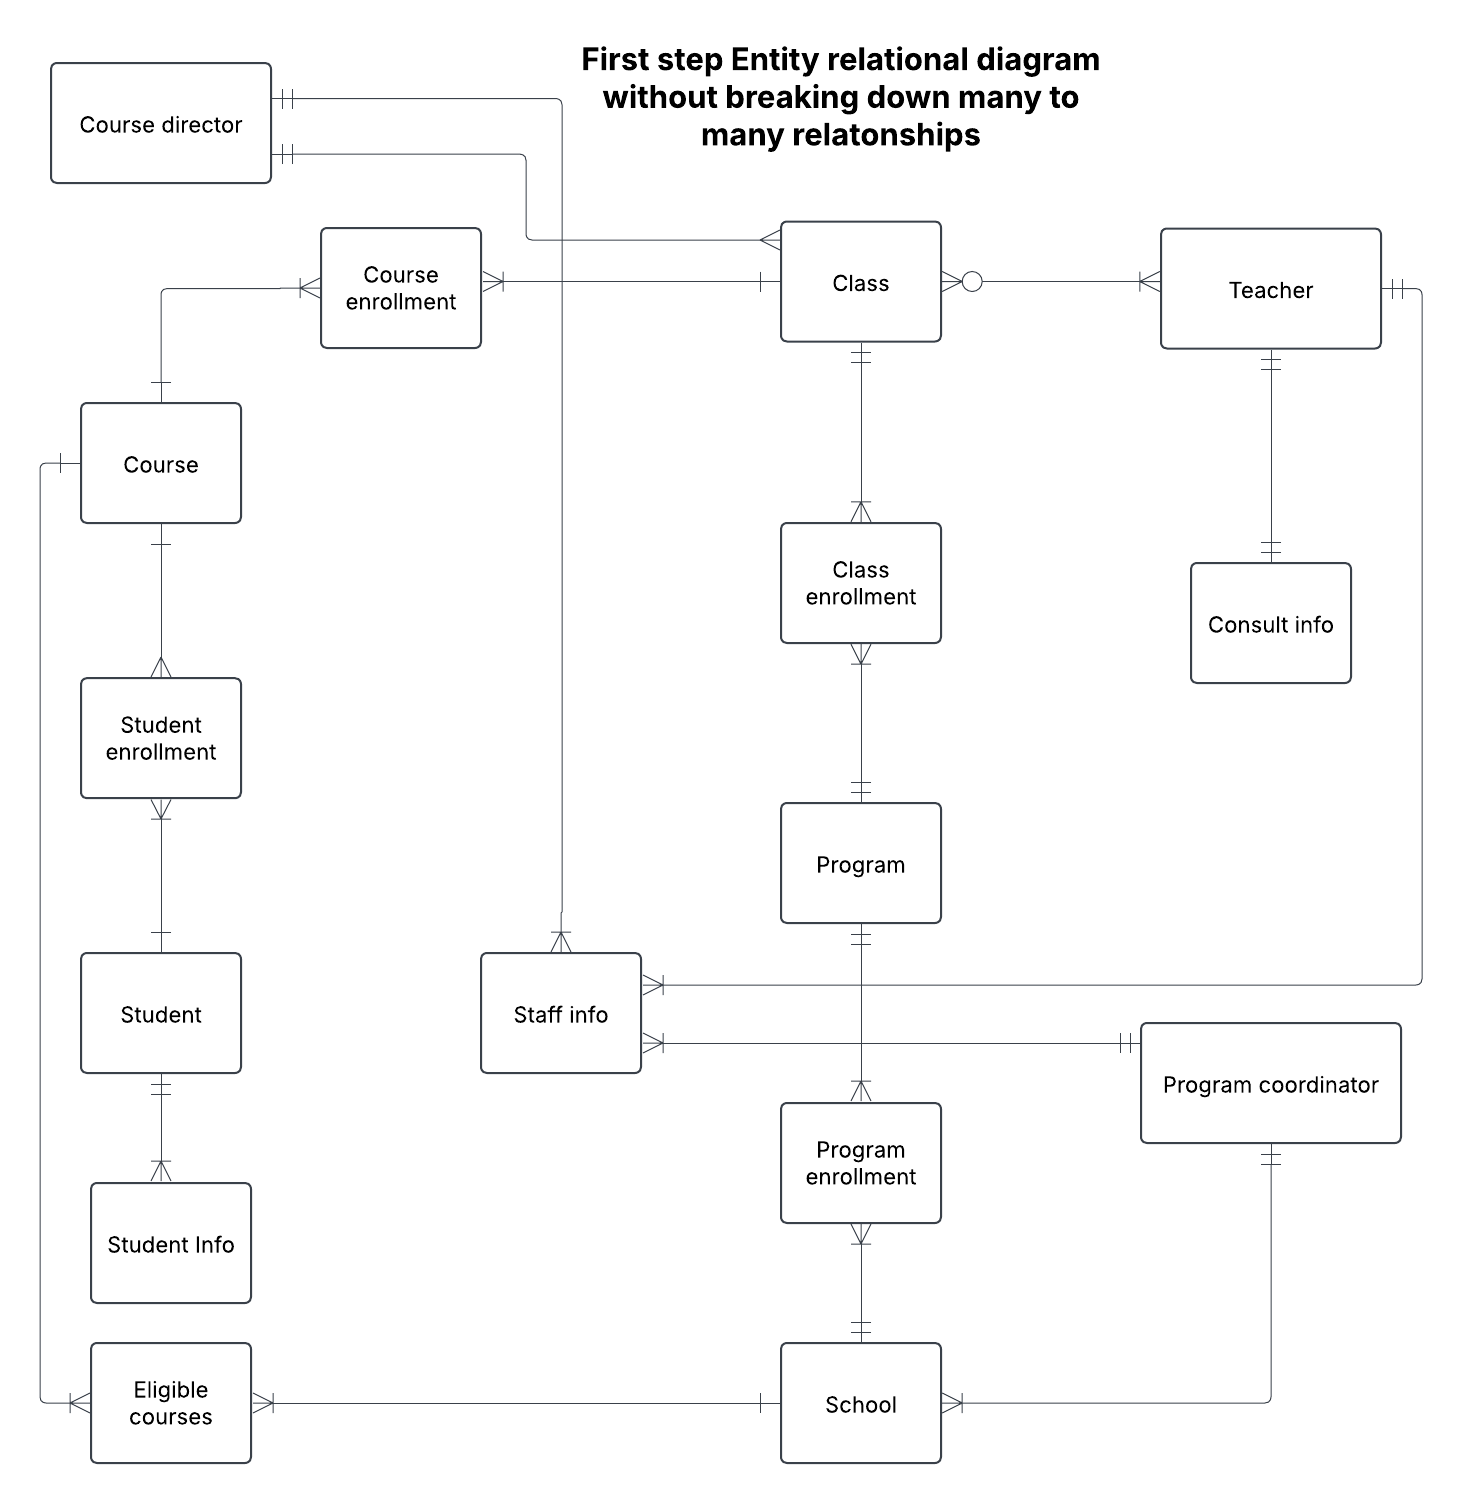 First step Entity relational diagram
without breaking down many to
many relatonships
Course director
Course
enrollment
Class
Teacher
Course
Class
enrollment
Consult info
Student
enrollment
Program
Student
Staff info
Program coordinator
Program
enrollment
Student Info
Eligible
courses
School